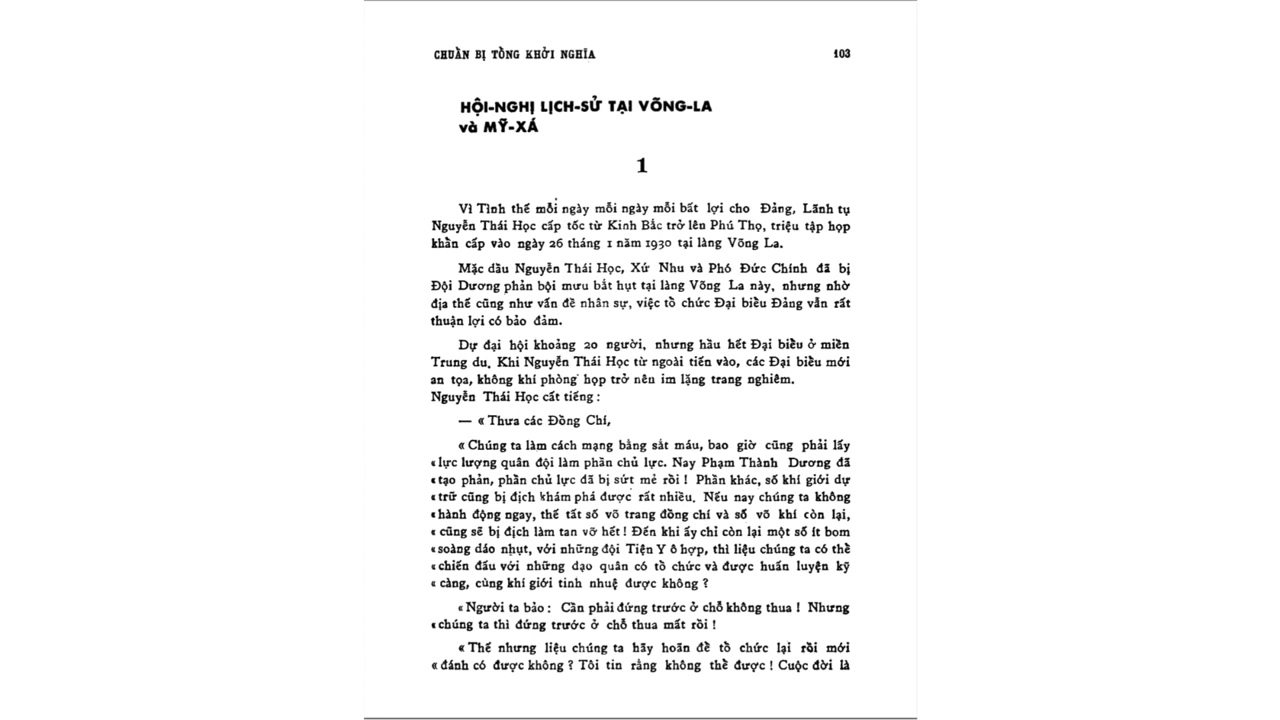 CHUẨN BỊ TỔNG KHỞI NGHĨA 103
HỘI-NGHỊ LỊCH-SỬ TẠI VÕNG-LA
và MỸ-XÁ
1
Vì Tình thế mỗi ngày mỗi ngày mỗi bất lợi cho Đảng, Lãnh tụ
Nguyễn Thái Học cấp tốc từ Kinh Bắc trở lên Phú Thọ, triệu tập họp
khẩn cấp vào ngày 26 tháng 1 năm 1930 tại làng Võng La.
Mặc dầu Nguyễn Thái Học, Xứ Nhu và Phó Đức Chính đã bị
Đội Dương phản bội mưu bắt hụt tại làng Võng La này, nhưng nhờ
địa thế cũng như vấn đề nhân sự, việc tổ chức Đại biểu Đảng vẫn rất
thuận lợi có bảo đảm.
Dự đại hội khoảng 20 người, nhưng hầu hết Đại biểu ở miền
Trung du. Khi Nguyễn Thái Học từ ngoài tiến vào, các Đại biểu mới
an tọa, không khí phòng họp trở nên im lặng trang nghiêm.
Nguyễn Thái Học cất tiếng :
— « Thưa các Đồng Chí,
« Chúng ta làm cách mạng bằng sắt máu, bao giờ cũng phải lấy
« lực lượng quân đội làm phần chủ lực. Nay Phạm Thành Dương đã
« tạo phản, phần chủ lực đã bị sứt mẻ rồi ! Phần khác, số khí giới dự
« trữ cũng bị địch khám phá được rất nhiều. Nếu nay chúng ta không
« hành động ngay, thế tất số võ trang đồng chí và số võ khí còn lại,
« cũng sẽ bị địch làm tan vỡ hết ! Đến khi ấy chỉ còn lại một số ít bom
« soàng dáo nhụt, với những đội Tiện Y ô hợp, thì liệu chúng ta có thể
« chiến đấu với những đạo quân có tổ chức và được huấn luyện kỹ
« càng, cùng khí giới tinh nhuệ được không ?
« Người ta bảo : Cần phải đứng trước ở chỗ không thua ! Nhưng
« chúng ta thì đứng trước ở chỗ thua mất rồi !
« Thế nhưng liệu chúng ta hãy hoãn để tổ chức lại rồi mới
« đánh có được không ? Tôi tin rằng không thể được ! Cuộc đời là